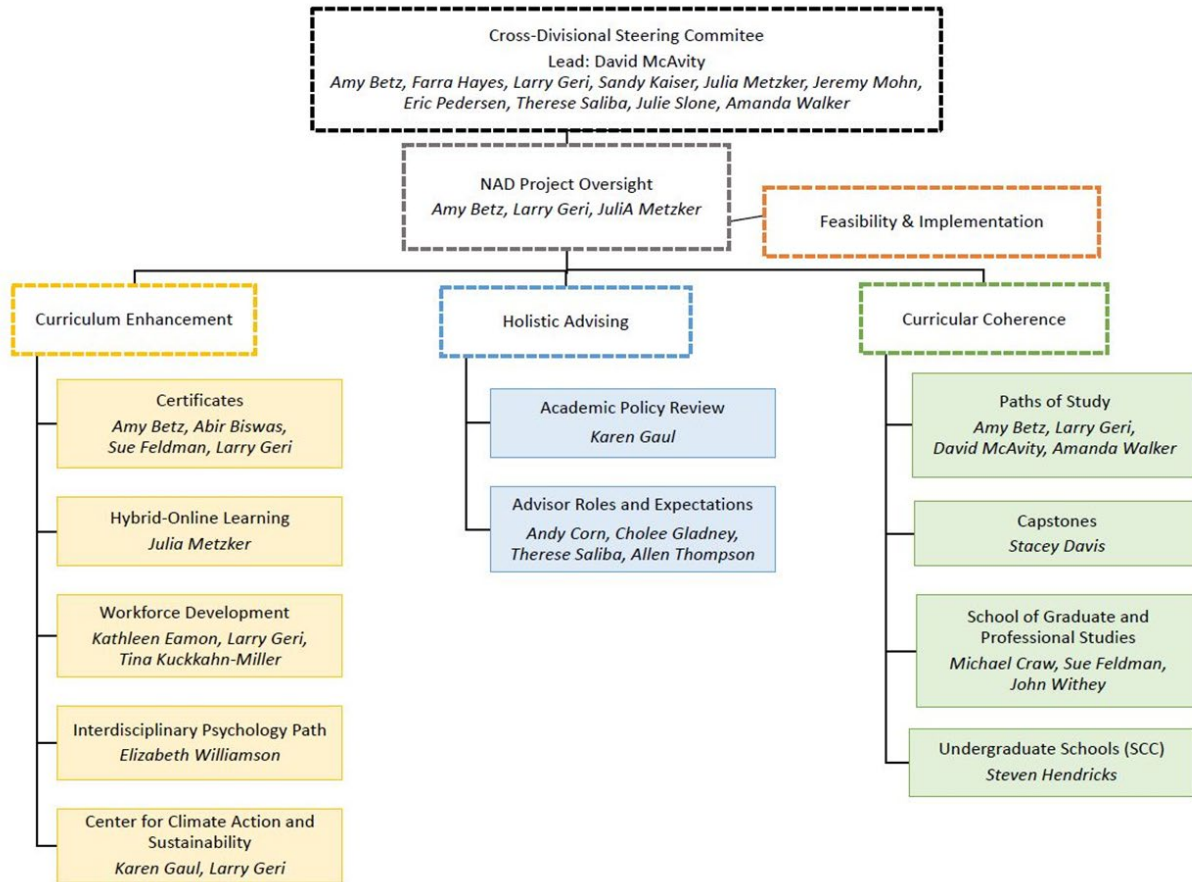 Cross-Divisional Steering Commitee
Lead: David McAvity
Amy Betz, Farra Hayes, Larry Geri, Sandy Kaiser, Julia Metzker, Jeremy Mohn,
Eric Pedersen, Therese Saliba, Julie Slone, Amanda Walker
NAD Project Oversight
Amy Betz, Larry Geri, JuliA Metzker
Feasibility & Implementation
Curriculum Enhancement
Certificates
Amy Betz, Abir Biswas,
Sue Feldman, Larry Geri
Hybrid-Online Learning
Julia Metzker
Workforce Development
Kathleen Eamon, Larry Geri,
Tina Kuckkahn-Miller
Interdisciplinary Psychology Path
Elizabeth Williamson
Center for Climate Action and
Sustainability
Karen Gaul, Larry Geri
Holistic Advising
Academic Policy Review
Karen Gaul
Advisor Roles and Expectations
Andy Corn, Cholee Gladney,
Therese Saliba, Allen Thompson
Curricular Coherence
Paths of Study
Amy Betz, Larry Geri,
David McAvity, Amanda Walker
Capstones
Stacey Davis
School of Graduate and
Professional Studies
Michael Craw, Sue Feldman,
John Withey
Undergraduate Schools (SCC)
Steven Hendricks